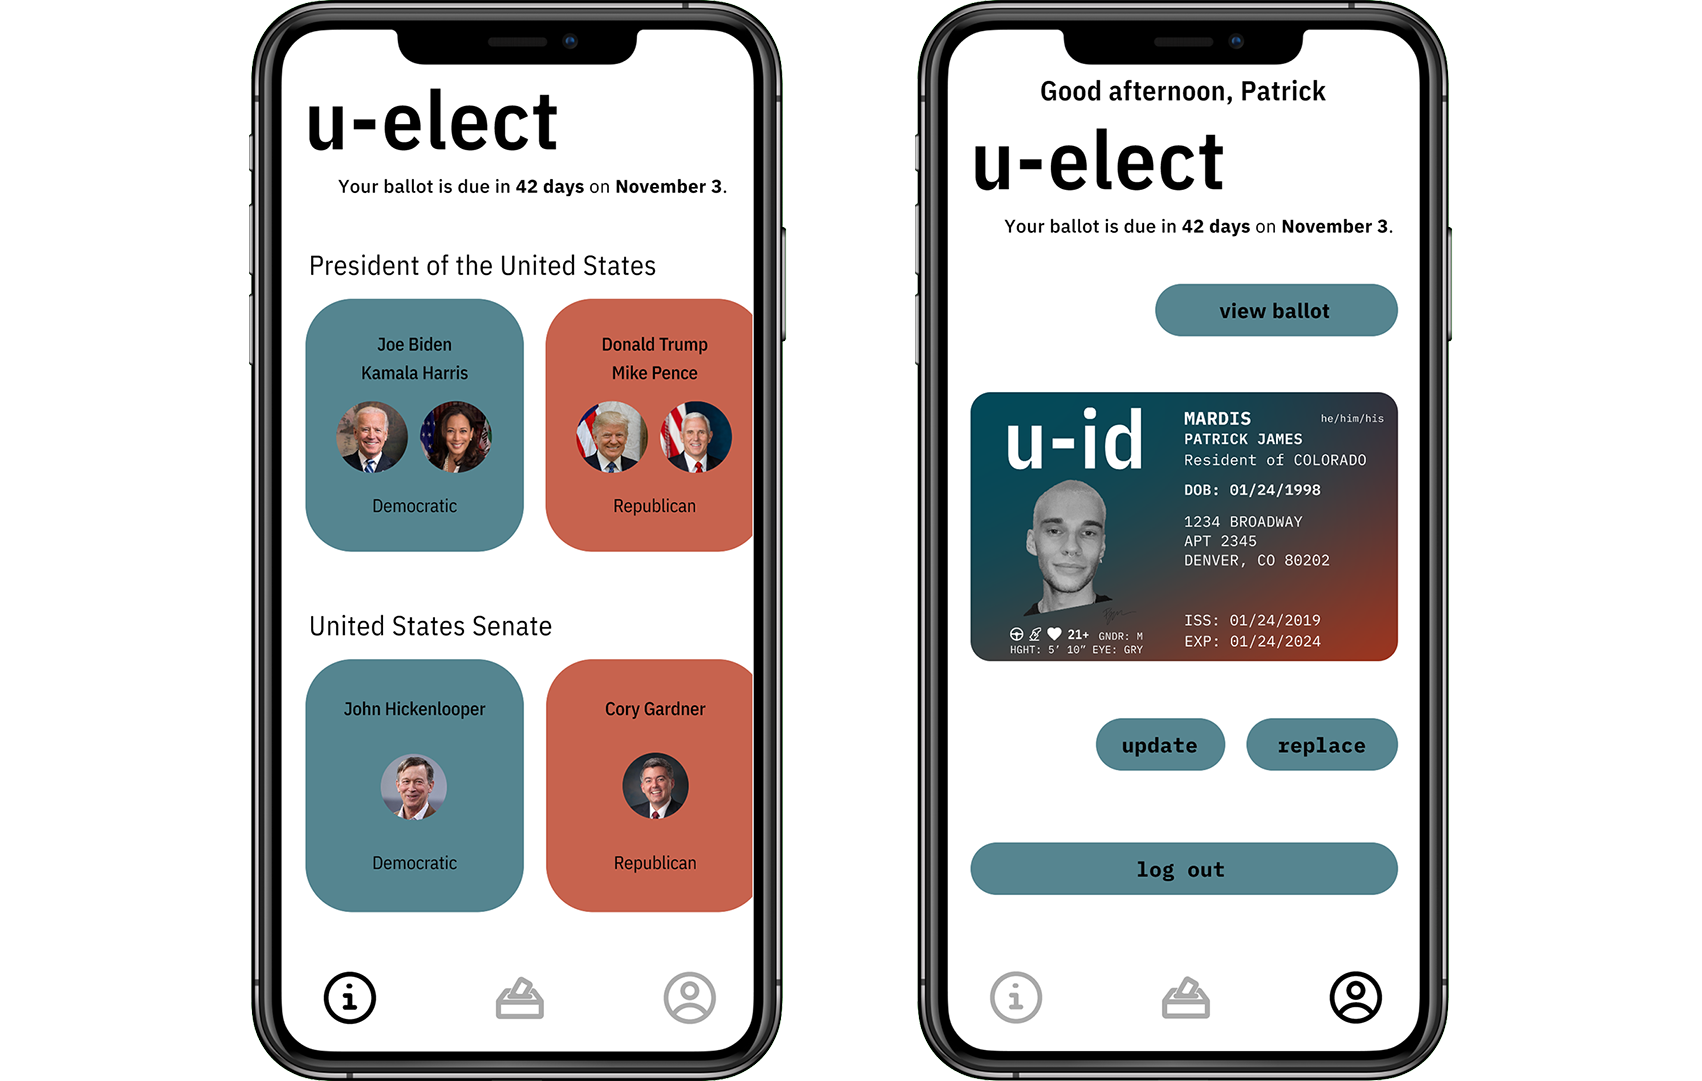 u-elect
Your ballot is due in 42 days on November 3.
President of the United States
Joe Biden
Kamala Harris
Democratic
Donald Trump
Mike Pence
Republican
United States Senate
John Hickenlooper
Democratic
Cory Gardner
Republican
Good afternoon, Patrick
u-elect
Your ballot is due in 42 days on November 3.
view ballot
u-id
MARDIS
he/him/his
PATRICK JAMES
Resident of COLORADO
DOB: 01/24/1998
1234 BROADWAY
APT 2345
DENVER, CO 80202
ISS: 01/24/2019
EXP: 01/24/2024
21+ GNDR: M
HGHT: 5’ 10” EYE: GRY
update
replace
log out